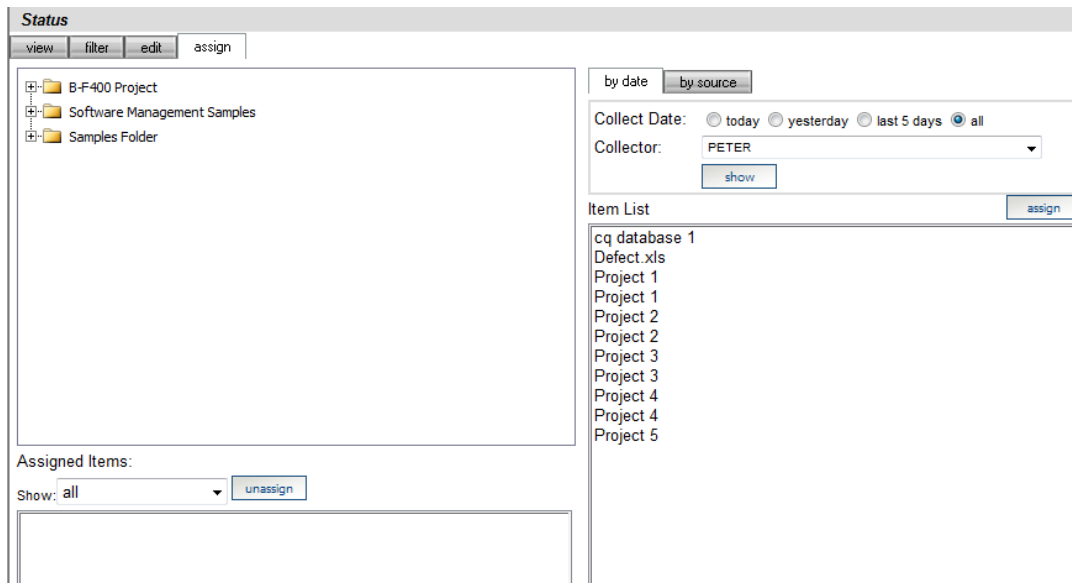 Status
view filter edit assign
B-F400 Project
Software Management Samples
Samples Folder
Assigned Items:
Show: all unassign
by date by source
Collect Date: today yesterday last 5 days all
Collector: PETER
show
Item List assign
cq database 1
Defect.xls
Project 1
Project 1
Project 2
Project 2
Project 3
Project 3
Project 4
Project 4
Project 5